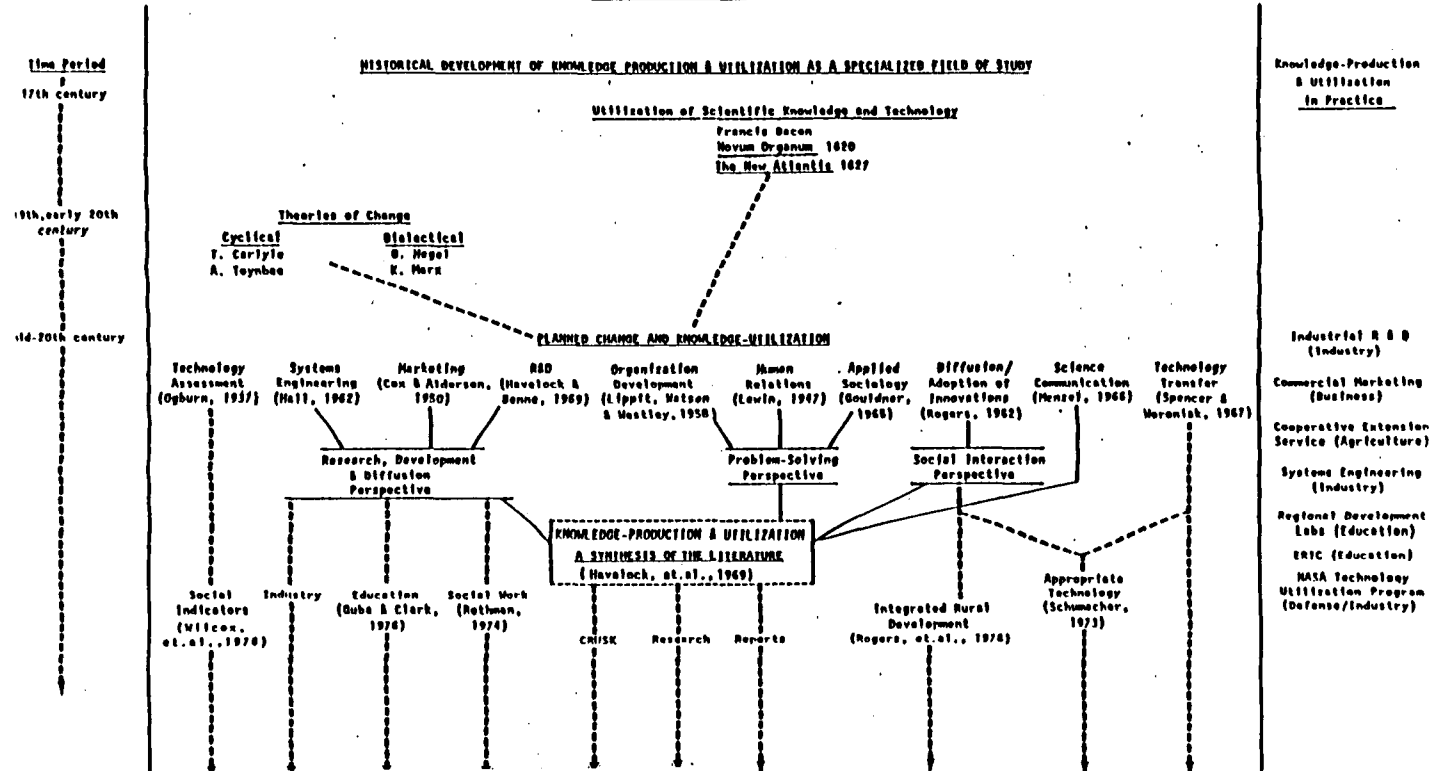 Time Period
17th century
19th,early 20th
century
mid-20th century
HISTORICAL DEVELOPMENT OF KNOWLEDGE PRODUCTION & UTILIZATION AS A SPECIALIZED FIELD OF STUDY
Utilization of Scientific Knowledge and Technology
Francis Bacon
Novum Organum 1620
The New Atlantis 1627
Theories of Change
Cyclical
T. Carlyle
A. Toynbee
Dialectical
G. Hegel
K. Marx
PLANNED CHANGE AND KNOWLEDGE-UTILIZATION
Technology
Assessment
(Ogburn, 1937)
Systems
Engineering
(Hall, 1962)
Marketing
(Cox & Alderson,
1950)
R&D
(Havelock &
Benne, 1969)
Organization
Development
(Lippit, Watson
& Westley, 1958
Human
Relations
(Lewin, 1947)
Applied
Sociology
(Gouldner,
1965)
Diffusion/
Adoption of
Innovations
(Rogers, 1962)
Science
Communication
(Menzel, 1966)
Technology
Transfer
(Spencer &
Woroniak, 1967)
Research, Development
& Diffusion
Perspective
Problem-Solving
Perspective
Social Interaction
Perspective
KNOWLEDGE-PRODUCTION & UTILIZATION
A SYNTHESIS OF THE LITERATURE
(Havelock, et.al., 1969)
Social
Indicators
(Wilcox,
et.al., 1976)
Industry
Education
(Guba & Clark,
1976)
Social Work
(Rothman,
1974)
CRUSK
Research
Reports
Integrated Rural
Development
(Rogers, et.al., 1976)
Appropriate
Technology
(Schumacher,
1973)
Knowledge-Production
& Utilization
in Practice
Industrial R & D
(Industry)
Commercial Marketing
(Business)
Cooperative Extension
Service (Agriculture)
Systems Engineering
(Industry)
Regional Development
Labs (Education)
ERIC (Education)
NASA Technology
Utilization Program
(Defense/Industry)